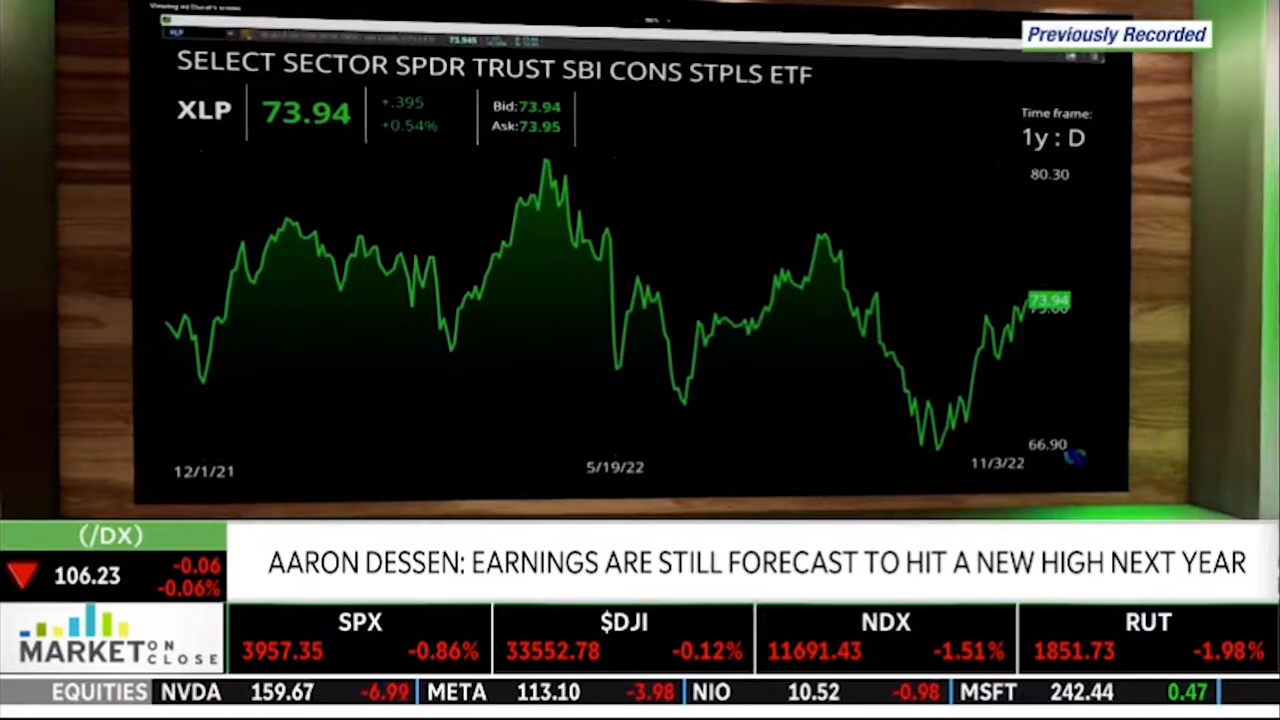 Previously Recorded
XLP
73.945
SELECT SECTOR SPDR TRUST SBI CONS STPLS ETF
XLP
73.94
+.395
+0.54%
Bid:73.94
Ask:73.95
Time frame:
1y : D
80.30
73.94
66.90
12/1/21
5/19/22
11/3/22
(/DX)
106.23
-0.06
-0.06%
AARON DESSEN: EARNINGS ARE STILL FORECAST TO HIT A NEW HIGH NEXT YEAR
MARKET ON CLOSE
SPX
3957.35 -0.86%
$DJI
33552.78 -0.12%
NDX
11691.43 -1.51%
RUT
1851.73 -1.98%
EQUITIES NVDA 159.67 -6.99 META 113.10 -3.98 NIO 10.52 -0.98 MSFT 242.44 0.47